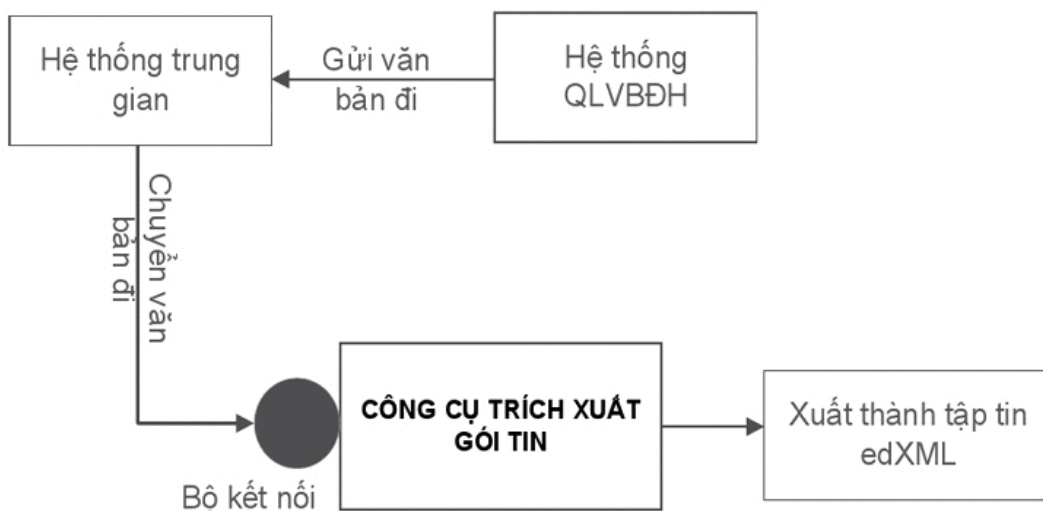 Hệ thống trung
gian
Gửi văn
bản đi
Hệ thống
QLVBĐH
Chuyển văn
bản đi
Bộ kết nối
CÔNG CỤ TRÍCH XUẤT
GÓI TIN
Xuất thành tập tin
edXML